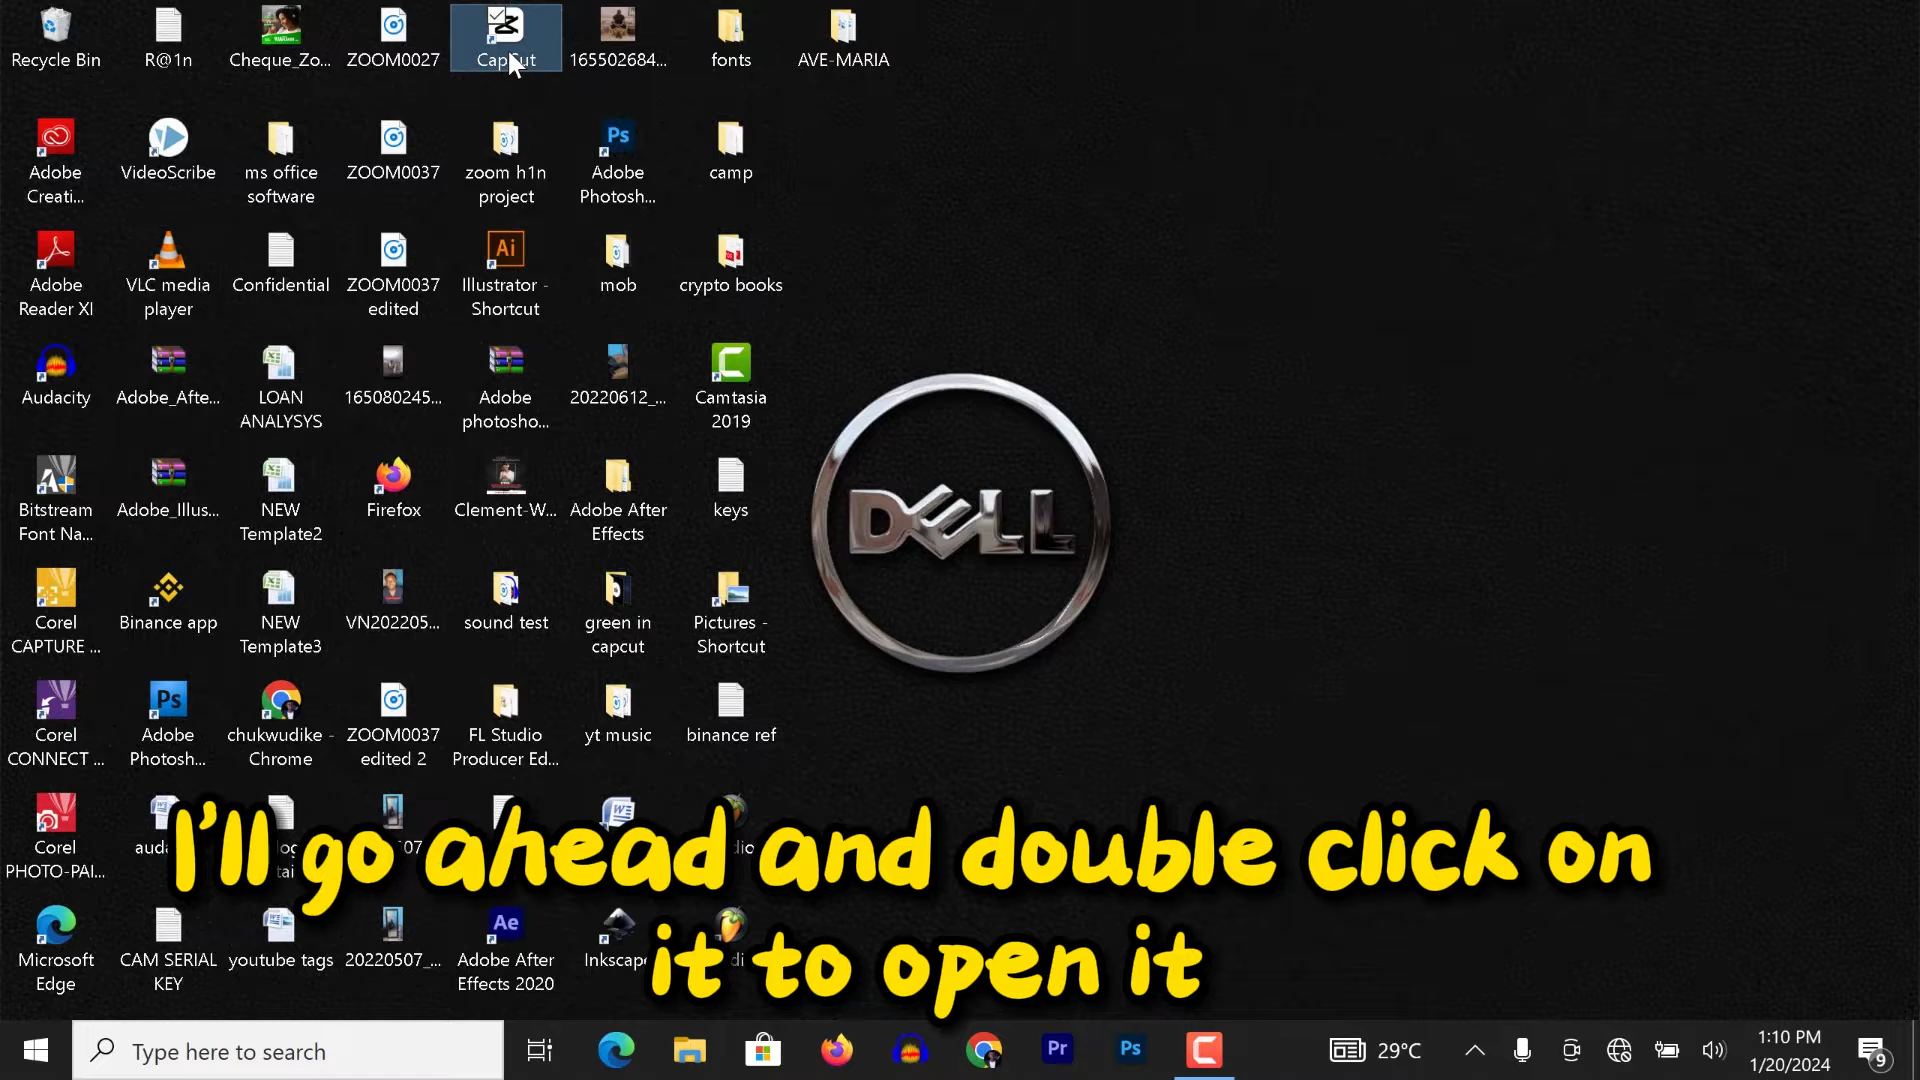 Recycle Bin
R@1n
Cheque_Zo...
ZOOM0027
CapCut
165502684...
fonts
AVE-MARIA
Adobe
Creati...
VideoScribe
ms office
software
ZOOM0037
zoom h1n
project
Adobe
Photosh...
camp
Adobe
Reader XI
VLC media
player
Confidential
ZOOM0037
edited
Illustrator -
Shortcut
mob
crypto books
Audacity
Adobe_Afte...
LOAN
ANALYSYS
165080245...
Adobe
photosho...
20220612_...
Camtasia
2019
Bitstream
Font Na...
Adobe_Illus...
NEW
Template2
Firefox
Clement-W...
Adobe After
Effects
keys
Corel
CAPTURE ...
Binance app
NEW
Template3
VN202205...
sound test
green in
capcut
Pictures -
Shortcut
Corel
CONNECT ...
Adobe
Photosh...
chukwudike -
Chrome
ZOOM0037
edited 2
FL Studio
Producer Ed...
yt music
binance ref
DELL
Corel
PHOTO-PAI...
I'll go ahead and double click on
it to open it
Microsoft
Edge
CAM SERIAL
KEY
youtube tags
20220507_...
Adobe After
Effects 2020
Inkscape
Type here to search
29°C
1:10 PM
1/20/2024
9